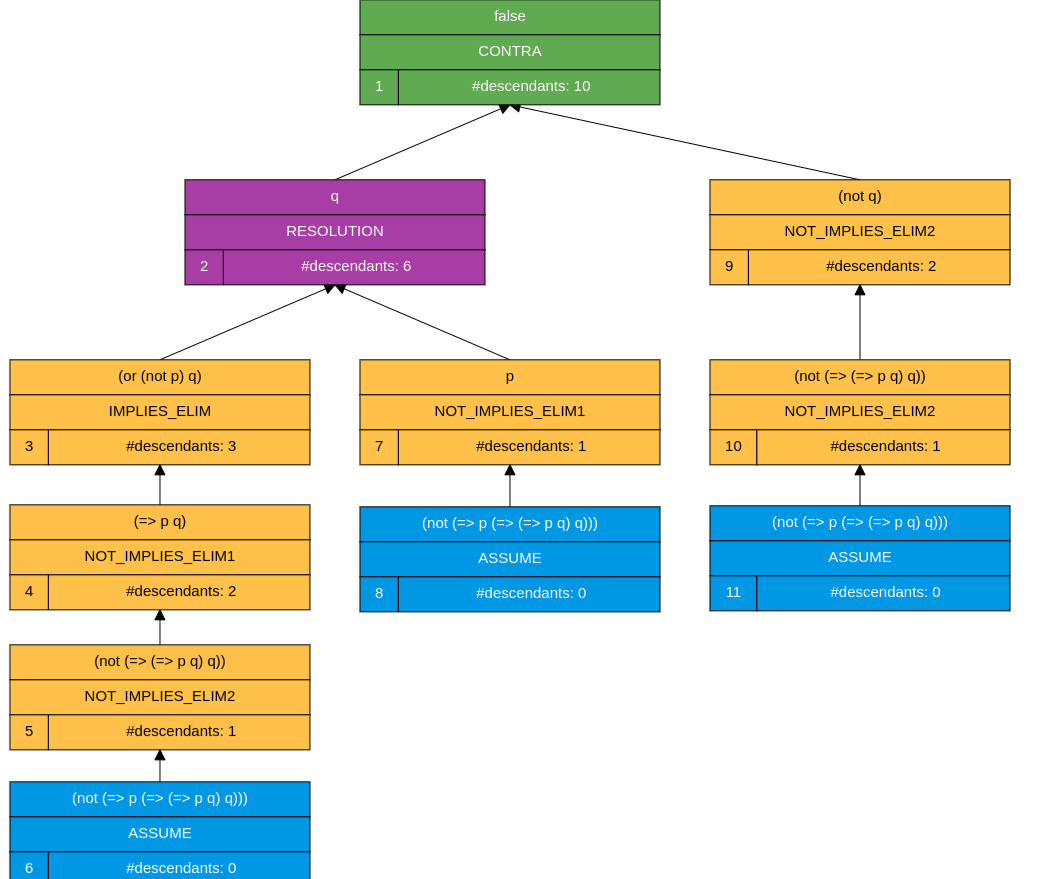 false
CONTRA
1 #descendants: 10
q
RESOLUTION
2 #descendants: 6
(not q)
NOT_IMPLIES_ELIM2
9 #descendants: 2
(or (not p) q)
IMPLIES_ELIM
3 #descendants: 3
p
NOT_IMPLIES_ELIM1
7 #descendants: 1
(not (=> (=> p q) q))
NOT_IMPLIES_ELIM2
10 #descendants: 1
(=> p q)
NOT_IMPLIES_ELIM1
4 #descendants: 2
(not (=> p (=> (=> p q) q)))
ASSUME
8 #descendants: 0
(not (=> p (=> (=> p q) q)))
ASSUME
11 #descendants: 0
(not (=> (=> p q) q))
NOT_IMPLIES_ELIM2
5 #descendants: 1
(not (=> p (=> (=> p q) q)))
ASSUME
6 #descendants: 0